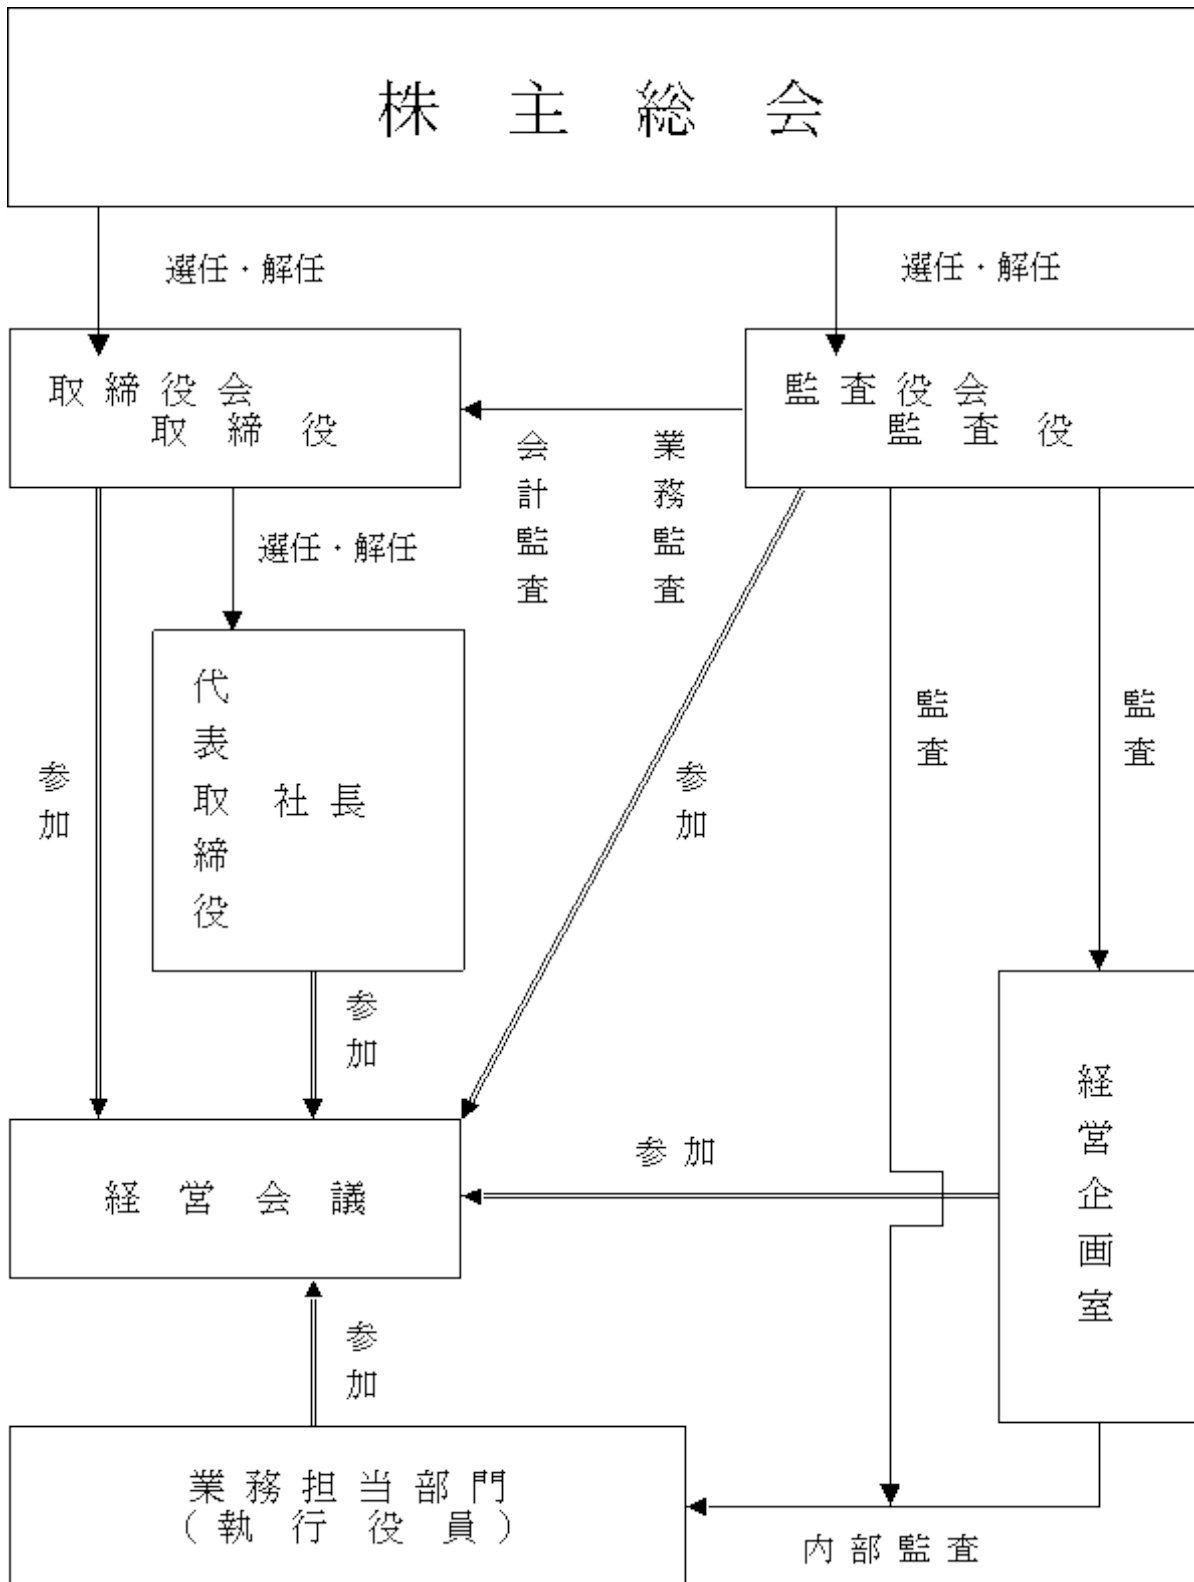 株主総会
選任・解任
選任・解任
取締役会
取締役
監査役会
監査役
会計監査
業務監査
選任・解任
代表取締役
社長
参加
参加
監査
監査
参加
経営企画室
参加
経営会議
参加
業務担当部門
(執行役員)
内部監査